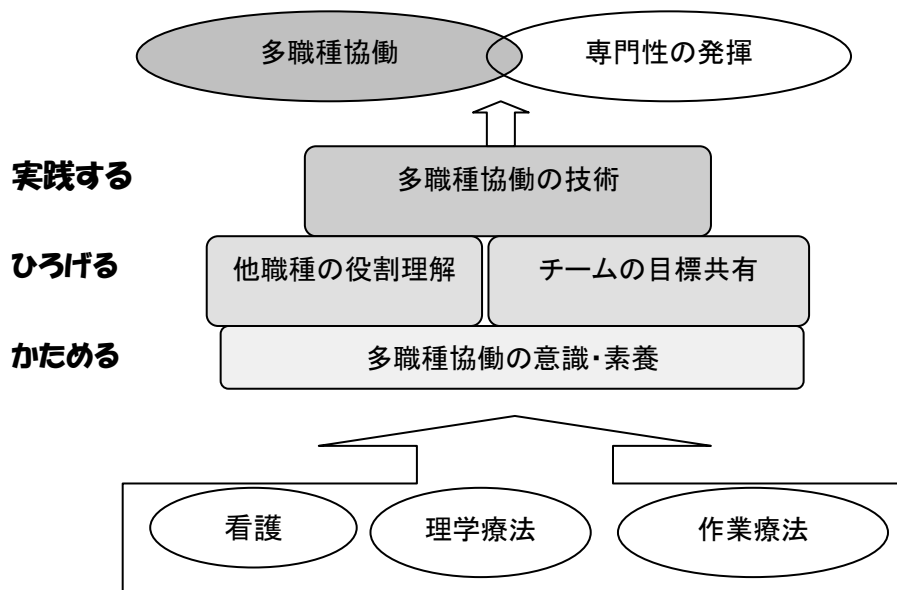 多職種協働
専門性の発揮
実践する
多職種協働の技術
ひろげる
他職種の役割理解
チームの目標共有
かためる
多職種協働の意識・素養
看護
理学療法
作業療法